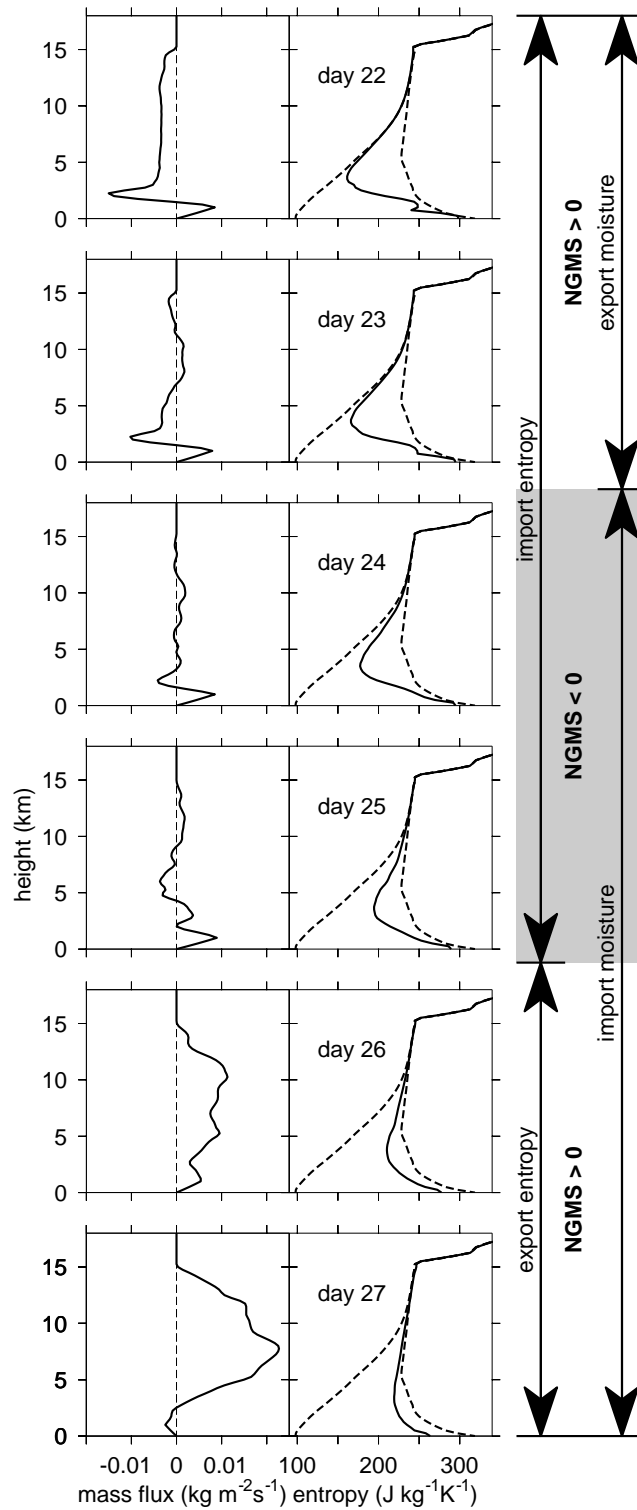 15
10
5
0
day 22
15
10
5
0
day 23
15
10
5
0
day 24
15
10
5
0
day 25
15
10
5
0
day 26
15
10
5
0
day 27
height (km)
-0.01 0 0.01 100 200 300
mass flux (kg m⁻²s⁻¹) entropy (J kg⁻¹K⁻¹)
import entropy
NGMS > 0
export moisture
NGMS < 0
import moisture
export entropy
NGMS > 0